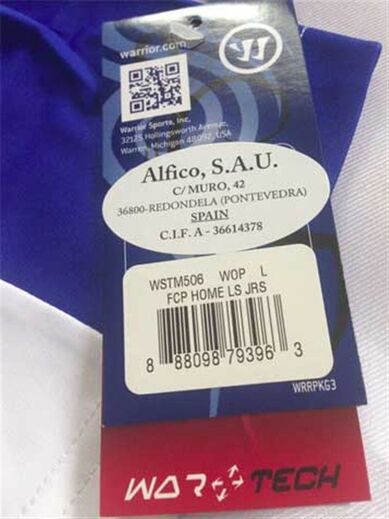 warrior.com
Warrior Sports, Inc.
32125 Hollingsworth Avenue,
Warren, Michigan 48092, USA
Alfico, S.A.U.
C/ MURO, 42
36800-REDONDELA (PONTEVEDRA)
SPAIN
C.I.F. A - 36614378
WSTM506 WOP L
FCP HOME LS JRS
8 88098 79396 3
WRRPKG3
WAR TECH